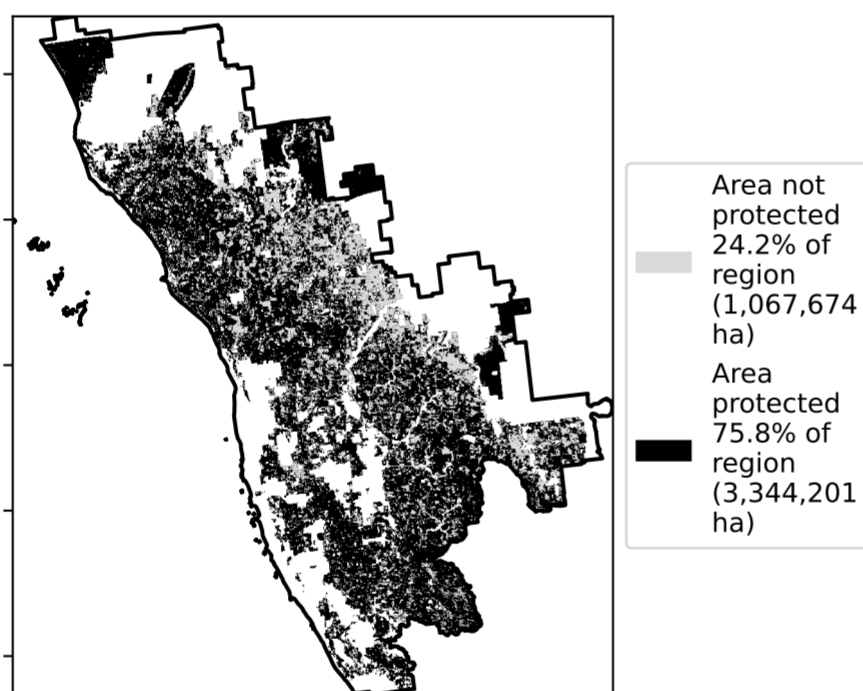 Area not
protected
24.2% of
region
(1,067,674
ha)
Area
protected
75.8% of
region
(3,344,201
ha)